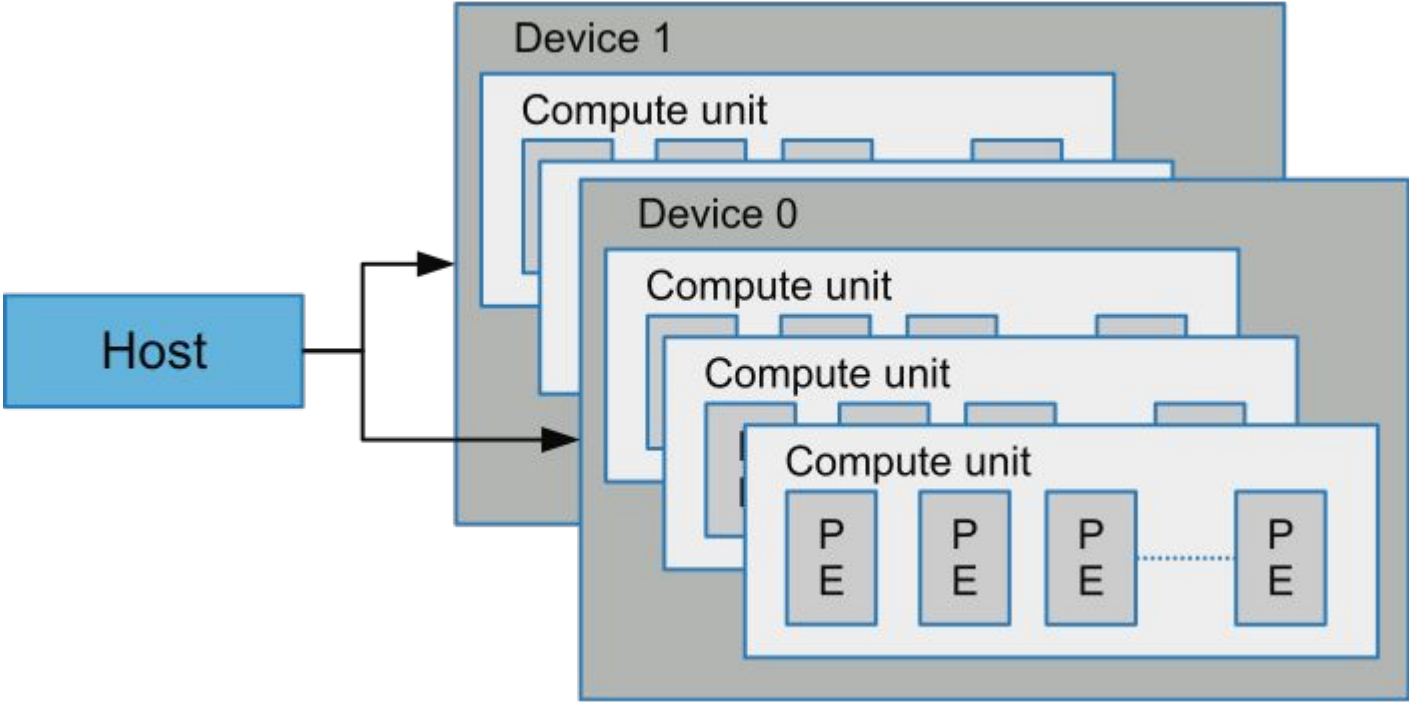 Device 1
Compute unit
Device 0
Compute unit
Host
Compute unit
Compute unit
P P P P
E E E E